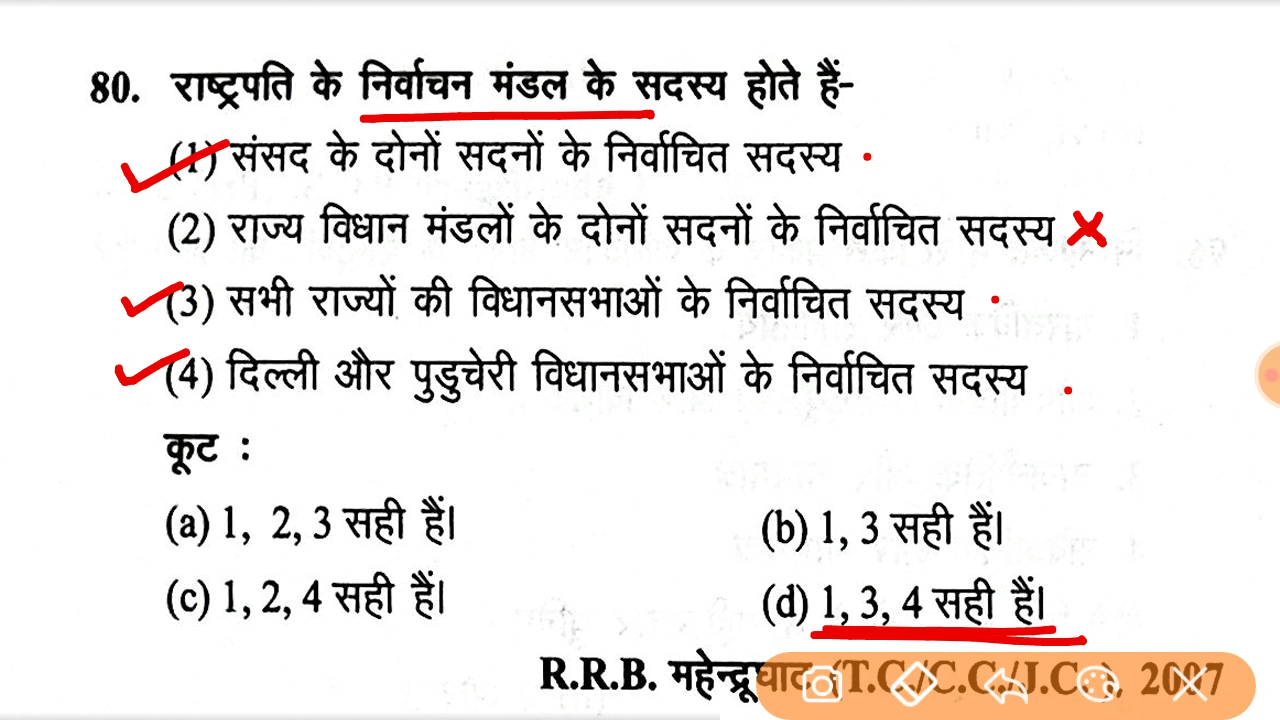 80. राष्ट्रपति के निर्वाचन मंडल के सदस्य होते हैं-
(1) संसद के दोनों सदनों के निर्वाचित सदस्य
(2) राज्य विधान मंडलों के दोनों सदनों के निर्वाचित सदस्य
(3) सभी राज्यों की विधानसभाओं के निर्वाचित सदस्य
(4) दिल्ली और पुडुचेरी विधानसभाओं के निर्वाचित सदस्य
कूट :
(a) 1, 2, 3 सही हैं। (b) 1, 3 सही हैं।
(c) 1, 2, 4 सही हैं। (d) 1, 3, 4 सही हैं।
R.R.B. महेन्द्रूघाट (T.C./C.C./J.C.), 2007